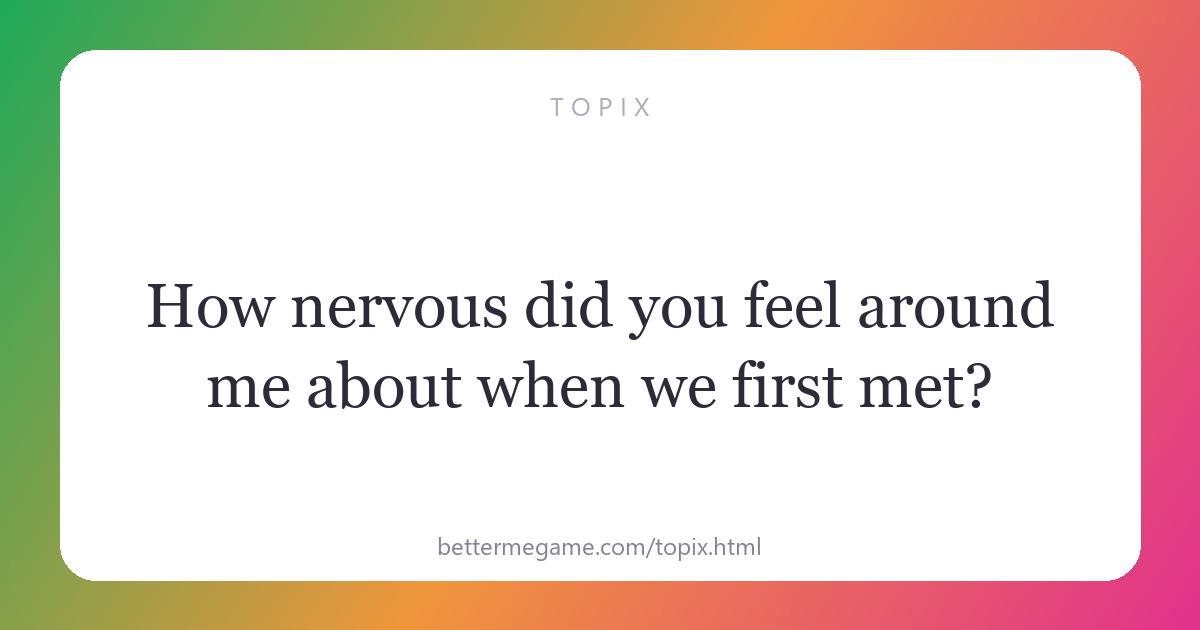 TOPIX
How nervous did you feel around
me about when we first met?
bettermegame.com/topix.html